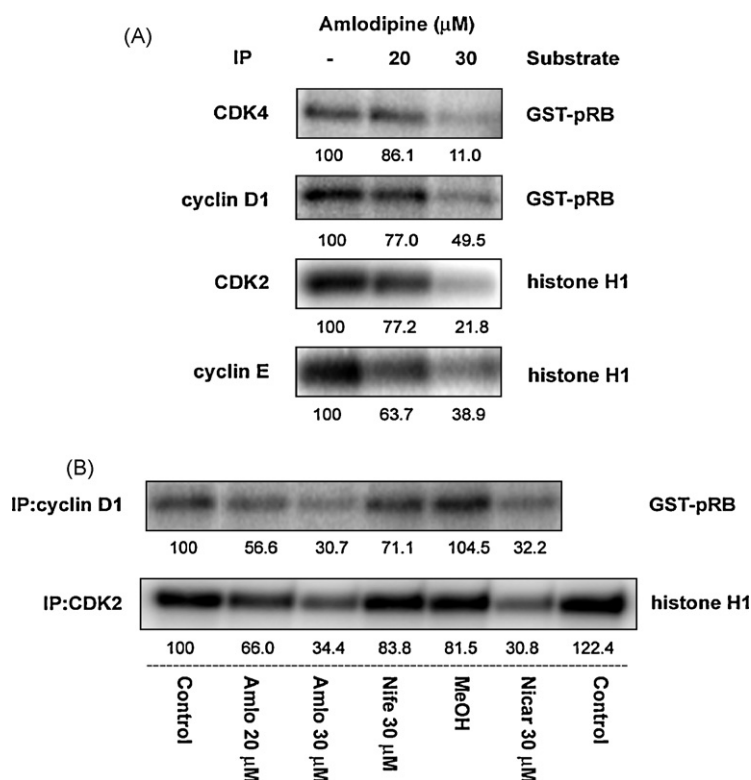 (A)
Amlodipine (μM)
IP - 20 30 Substrate
CDK4 GST-pRB
100 86.1 11.0
cyclin D1 GST-pRB
100 77.0 49.5
CDK2 histone H1
100 77.2 21.8
cyclin E histone H1
100 63.7 38.9
(B)
IP:cyclin D1 GST-pRB
100 56.6 30.7 71.1 104.5 32.2
IP:CDK2 histone H1
100 66.0 34.4 83.8 81.5 30.8 122.4
Control
Amlo 20 μM
Amlo 30 μM
Nife 30 μM
MeOH
Nicar 30 μM
Control